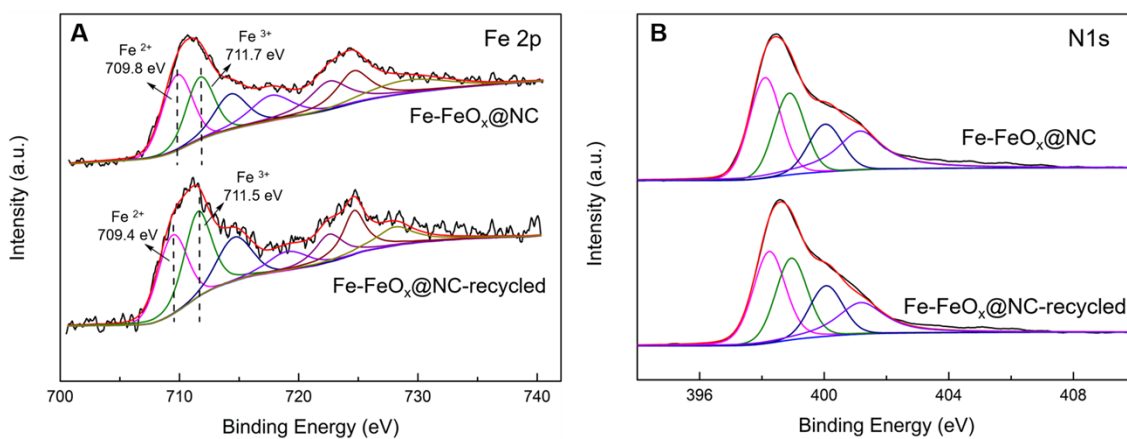 A
Fe 2p
Fe 2+
709.8 eV
Fe 3+
711.7 eV
Fe-FeOx@NC
Fe 2+
709.4 eV
Fe 3+
711.5 eV
Fe-FeOx@NC-recycled
Intensity (a.u.)
700 710 720 730 740
Binding Energy (eV)
B
N1s
Fe-FeOx@NC
Fe-FeOx@NC-recycled
Intensity (a.u.)
396 400 404 408
Binding Energy (eV)